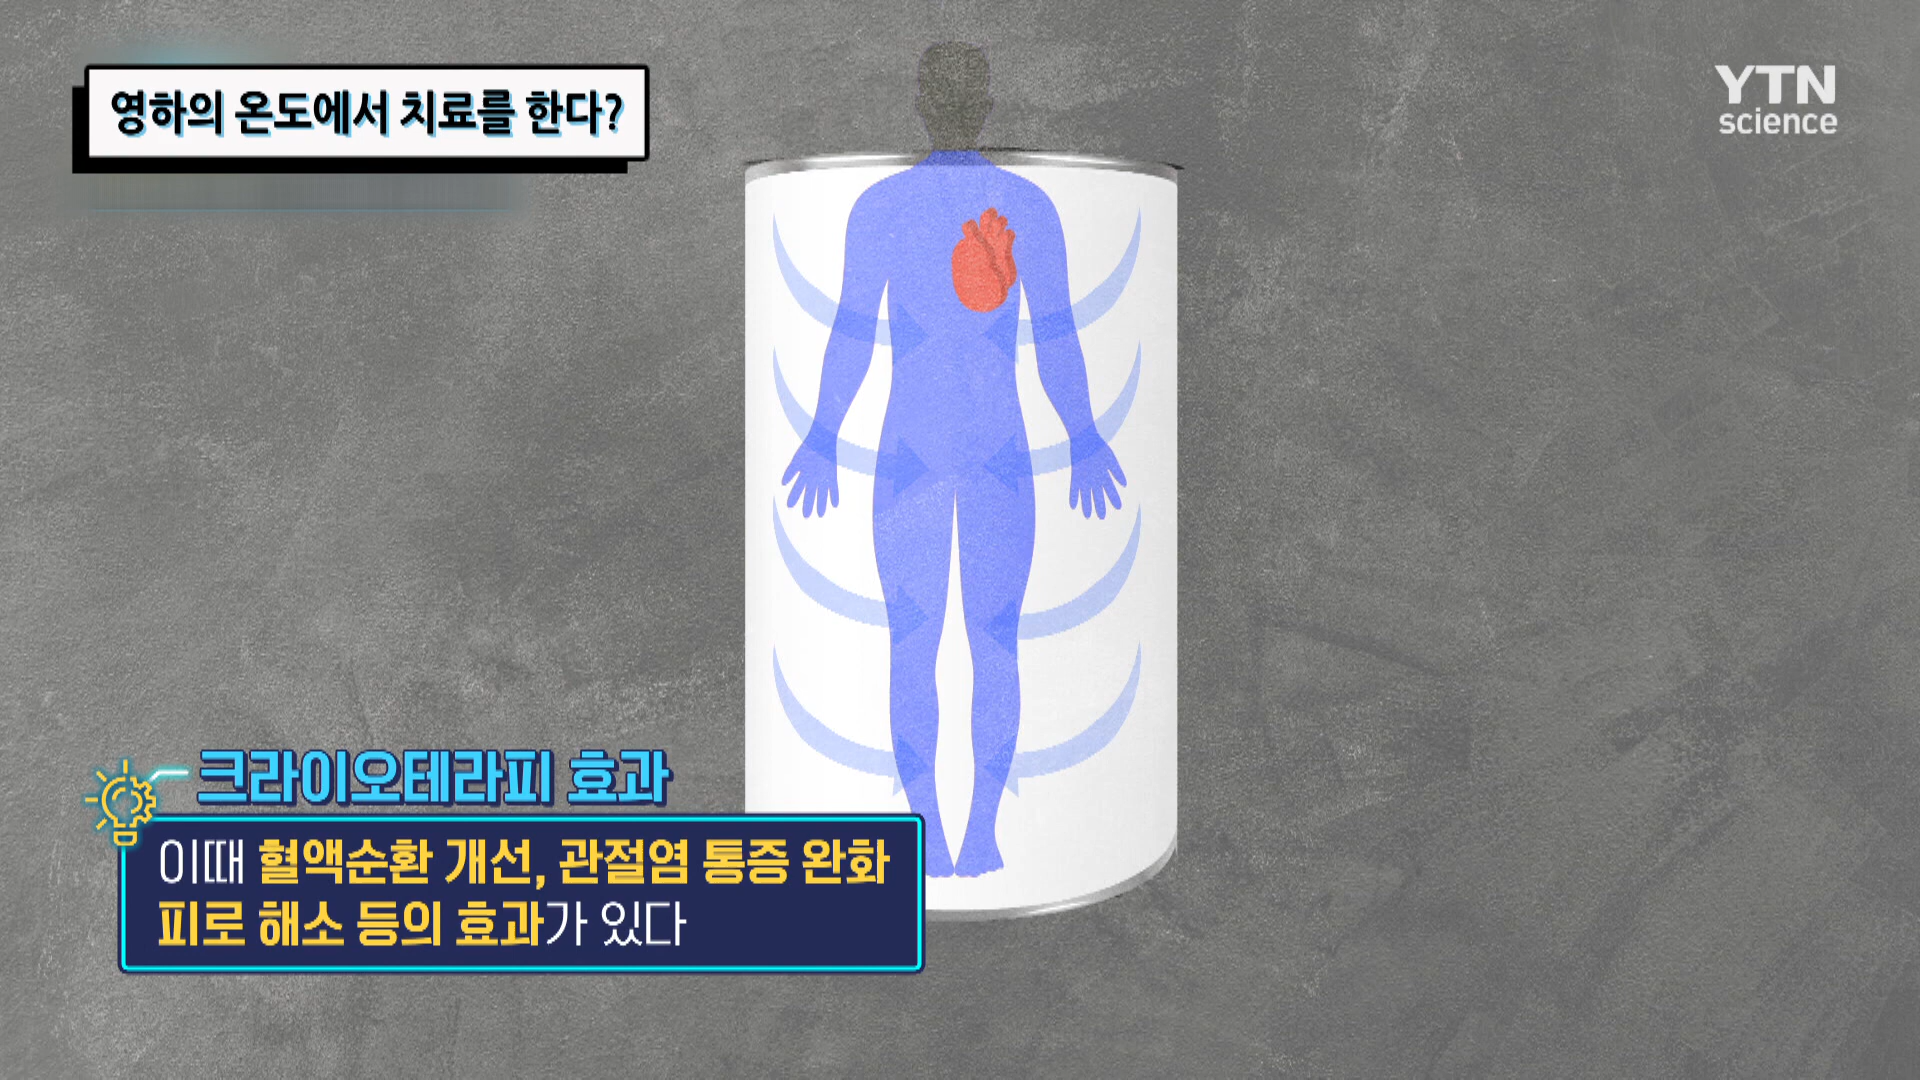 영하의 온도에서 치료를 한다?
YTN
science
크라이오테라피 효과
이때 혈액순환 개선, 관절염 통증 완화
피로 해소 등의 효과가 있다